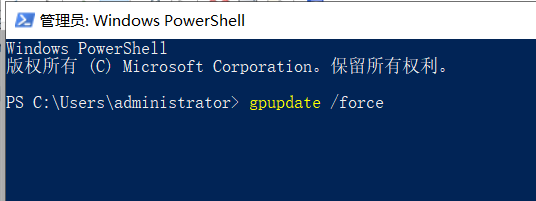 管理员: Windows PowerShell
Windows PowerShell
版权所有 (C) Microsoft Corporation。保留所有权利。
PS C:\Users\administrator> gpupdate /force